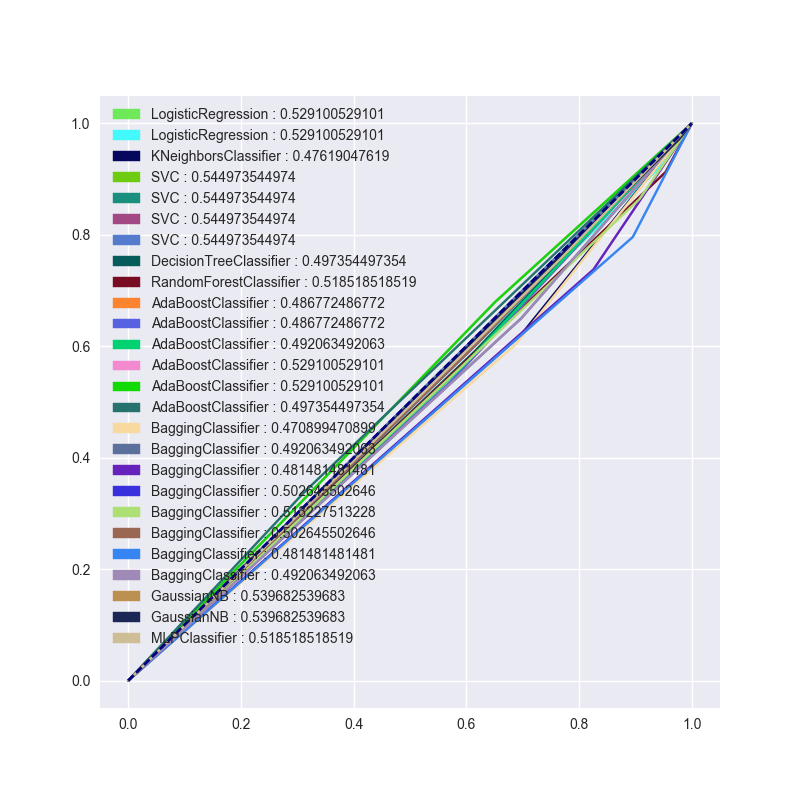 LogisticRegression : 0.529100529101
LogisticRegression : 0.529100529101
KNeighborsClassifier : 0.47619047619
SVC : 0.544973544974
SVC : 0.544973544974
SVC : 0.544973544974
SVC : 0.544973544974
DecisionTreeClassifier : 0.497354497354
RandomForestClassifier : 0.518518518519
AdaBoostClassifier : 0.486772486772
AdaBoostClassifier : 0.486772486772
AdaBoostClassifier : 0.492063492063
AdaBoostClassifier : 0.529100529101
AdaBoostClassifier : 0.529100529101
AdaBoostClassifier : 0.497354497354
BaggingClassifier : 0.470899470899
BaggingClassifier : 0.492063492063
BaggingClassifier : 0.481481481481
BaggingClassifier : 0.502645502646
BaggingClassifier : 0.513227513228
BaggingClassifier : 0.502645502646
BaggingClassifier : 0.481481481481
BaggingClassifier : 0.492063492063
GaussianNB : 0.539682539683
GaussianNB : 0.539682539683
MLPClassifier : 0.518518518519
1.0
0.8
0.6
0.4
0.2
0.0
0.0 0.2 0.4 0.6 0.8 1.0